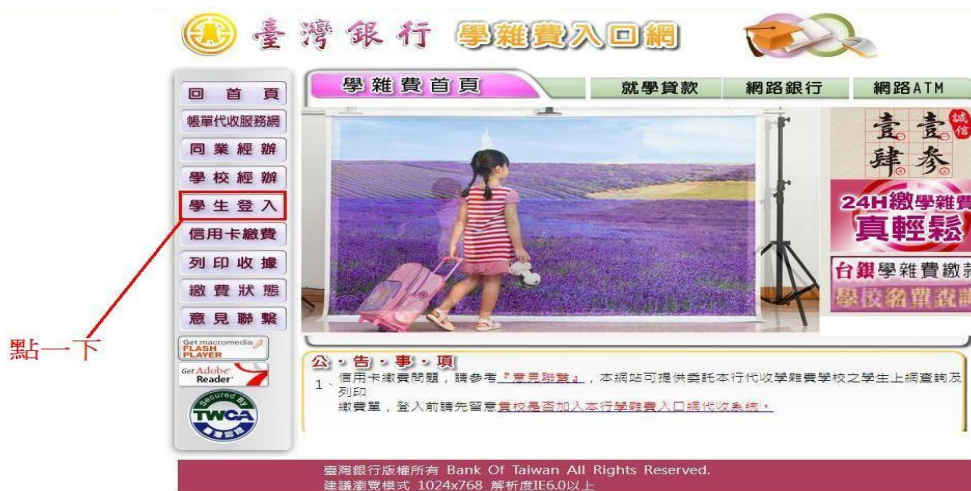 臺灣銀行 學雜費入口網
學雜費首頁
就學貸款
網路銀行
網路ATM
回首頁
帳單代收服務網
同業經辦
學校經辦
學生登入
信用卡繳費
列印收據
繳費狀態
意見聯繫
點一下
壹壹
肆參
誠信
24H繳學雜費
真輕鬆
台銀學雜費繳款
學校名單查詢
Get macromedia
FLASH
PLAYER
Get Adobe
Reader
Secured By
TWCA
公・告・事・項
1、信用卡繳費問題，請參考『意見聯繫』，本網站可提供委託本行代收學雜費學校之學生上網查詢及
列印
繳費單，登入前請先留意貴校是否加入本行學雜費入口網代收系統。
臺灣銀行版權所有 Bank Of Taiwan All Rights Reserved.
建議瀏覽模式 1024x768 解析度IE6.0以上